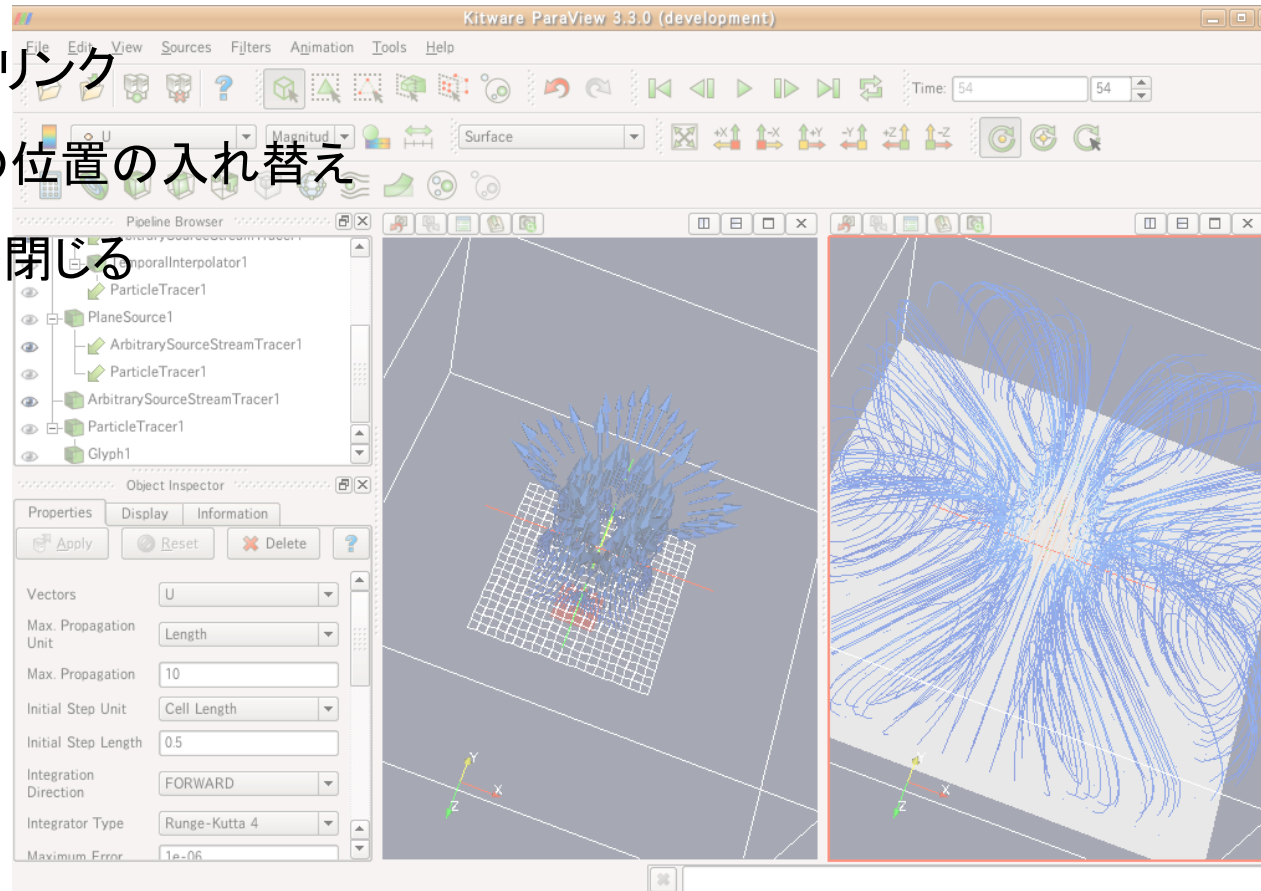 Kitware ParaView 3.3.0 (development)
File Edit View Sources Filters Animation Tools Help
リンク
Time: 54 54
U Magnitud Surface
+X -X +Y -Y +Z -Z
位置の入れ替え
Pipeline Browser
ArbitrarySourceStreamTracer1
閉じる
TemporalInterpolator1
ParticleTracer1
PlaneSource1
ArbitrarySourceStreamTracer1
ParticleTracer1
ArbitrarySourceStreamTracer1
ParticleTracer1
Glyph1
Object Inspector
Properties Display Information
Apply Reset Delete ?
Vectors U
Max. Propagation Unit Length
Max. Propagation 10
Initial Step Unit Cell Length
Initial Step Length 0.5
Integration Direction FORWARD
Integrator Type Runge-Kutta 4
Maximum Error 1e-06
Y X Z
Y X Z